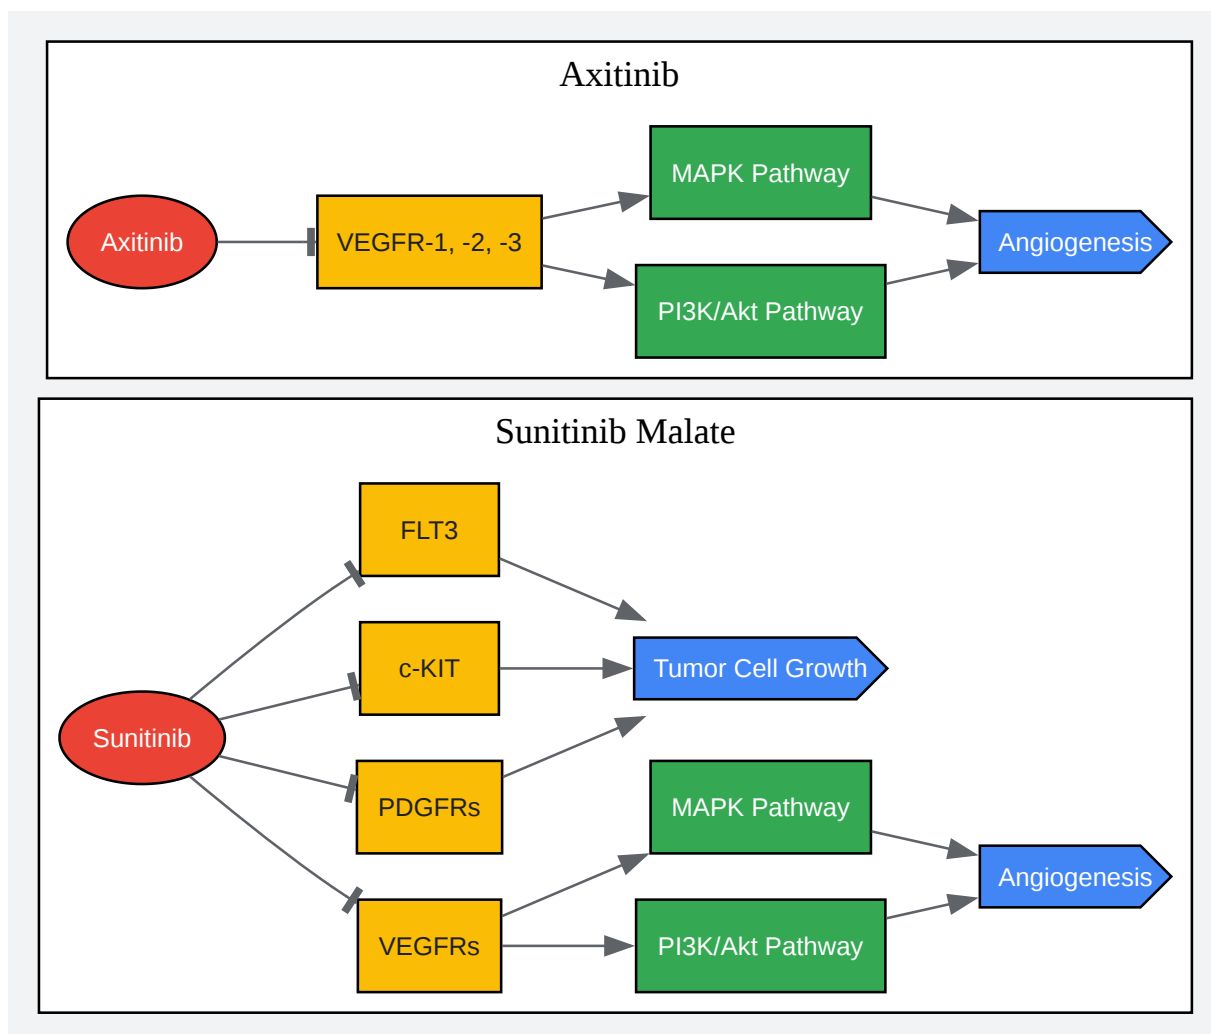 Axitinib
Axitinib
VEGFR-1, -2, -3
MAPK Pathway
PI3K/Akt Pathway
Angiogenesis
Sunitinib Malate
Sunitinib
FLT3
c-KIT
PDGFRs
VEGFRs
Tumor Cell Growth
MAPK Pathway
PI3K/Akt Pathway
Angiogenesis